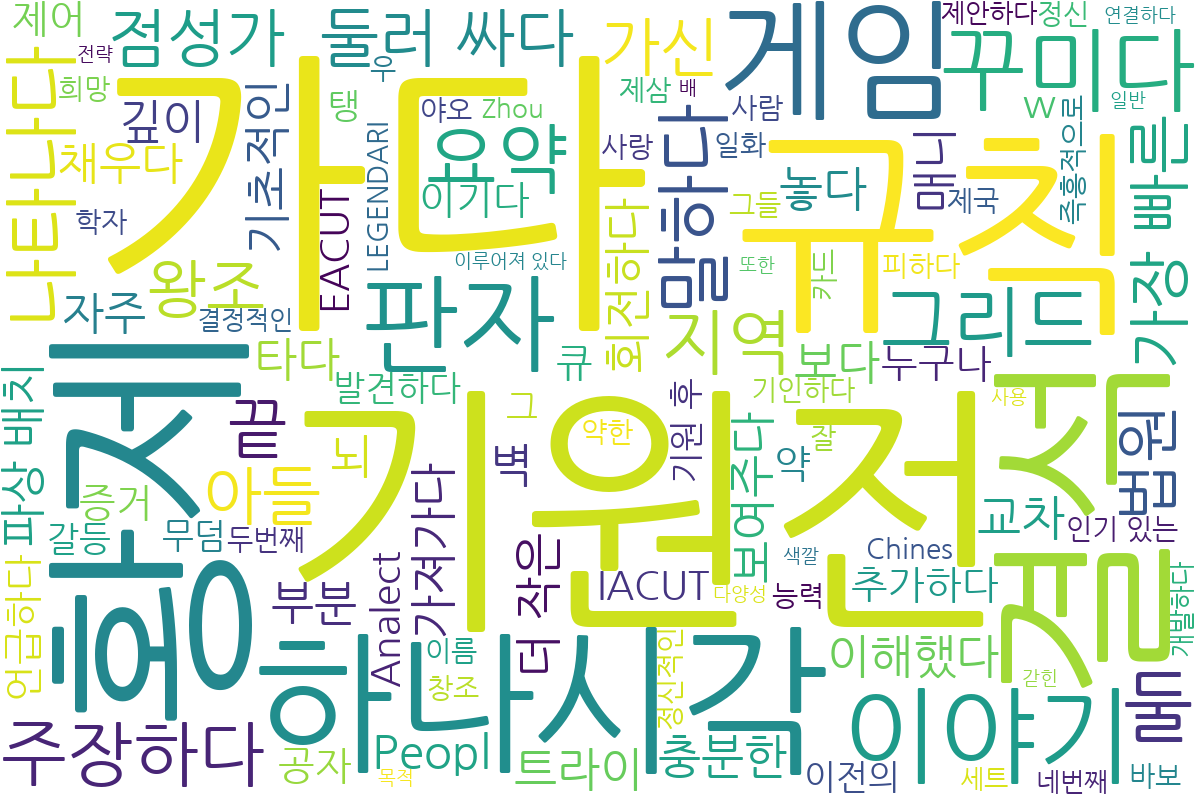 제어
점성가
둘러 싸다
가신
게임
제안하다
정신
연결하다
전략
희망
깊이
채우다
학자
나타나다
가다
기초적인
우
탱
야오
Zhou
제삼
배
사람
꾸미다
W
일반
요약
이기다
사랑
일화
말하다
규칙
그들
놓다
매니
제국
즉흥적으로
가장 빠른
LEGENDARI
EACUT
왕조
자주
결정적인
이루어져 있다
판자
회전하다
지역
또한
카드
피하다
그리드
타다
발견하다
큐
보다
누구나
기인하다
황제
파상 배치
끝
기원전
그
뼈
약한
기원 후
보여주다
잘
약
사용
결석
법원
뇌
아들
증거
갈등
무덤
두번째
가져가다
Analect
더 작은
IACUT
색깔
Chines
교차
인기 있는
다양성
능력
추가하다
개발하다
언급하다
뿌뿐
하나
시각
이름
창조
정신적인
이해했다
갇힌
주장하다
공자
목적
Peopl
트라이
충분한
이야기
이전의
세트
네번째
바보